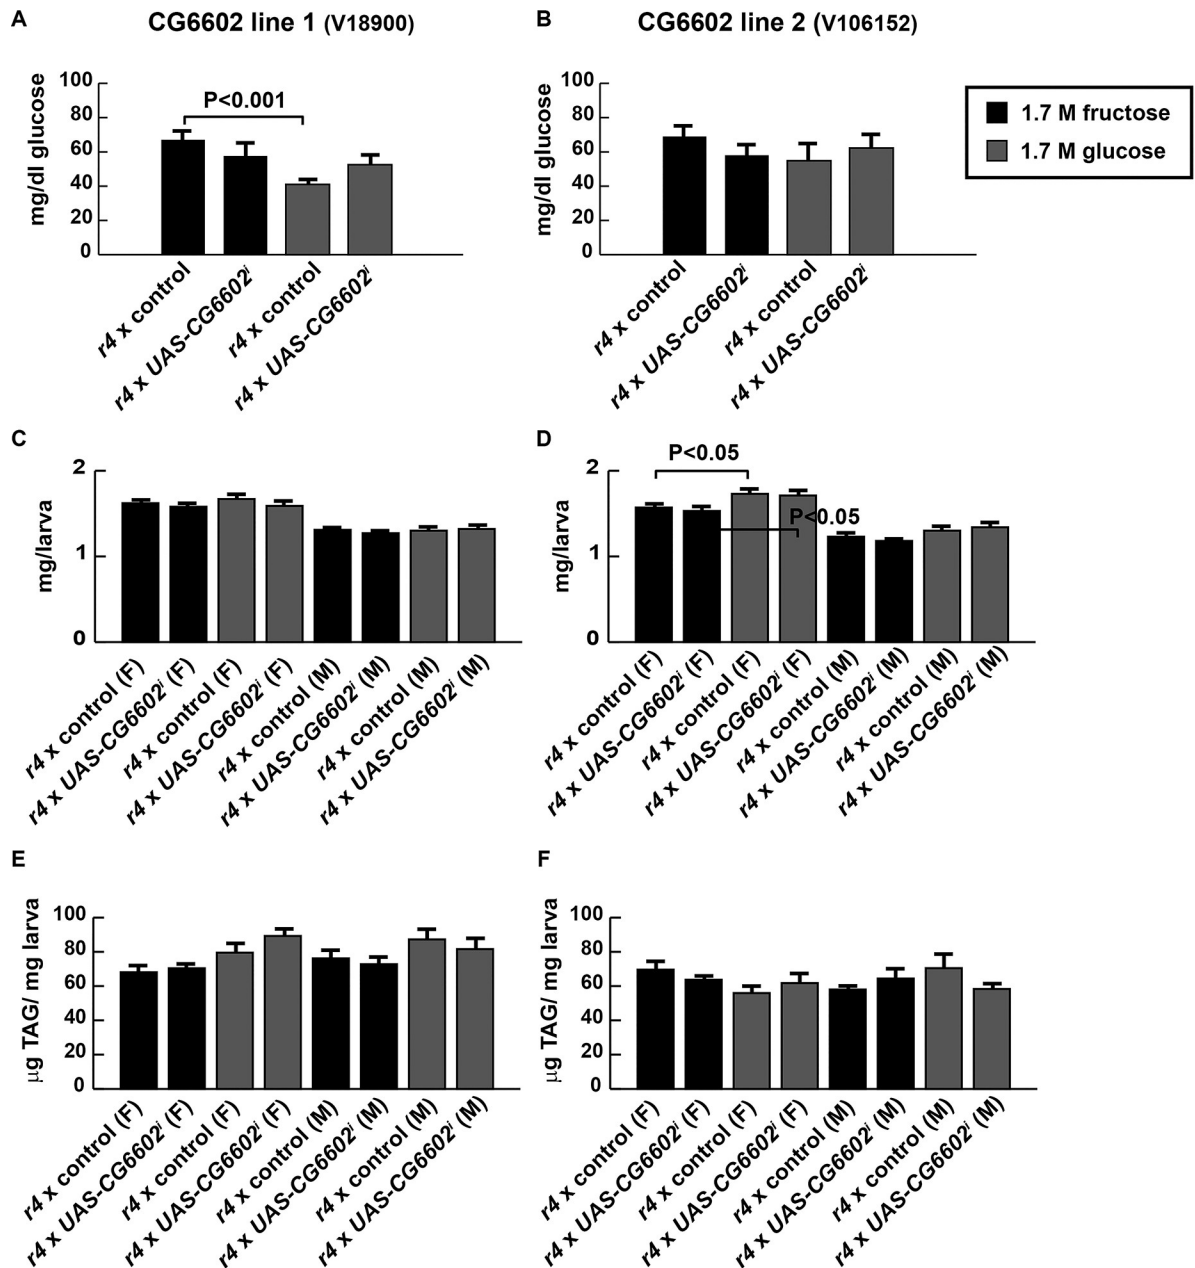 A
CG6602 line 1 (V18900)
mg/dl glucose
100
80
60
40
20
0
P<0.001
r4 x control
r4 x UAS-CG6602i
r4 x control
r4 x UAS-CG6602i
B
CG6602 line 2 (V106152)
mg/dl glucose
100
80
60
40
20
0
r4 x control
r4 x UAS-CG6602i
r4 x control
r4 x UAS-CG6602i
1.7 M fructose
1.7 M glucose
C
mg/larva
2
1
0
r4 x control (F)
r4 x UAS-CG6602i (F)
r4 x control (F)
r4 x UAS-CG6602i (F)
r4 x control (M)
r4 x UAS-CG6602i (M)
r4 x control (M)
r4 x UAS-CG6602i (M)
D
mg/larva
2
1
0
P<0.05
P<0.05
r4 x control (F)
r4 x UAS-CG6602i (F)
r4 x control (F)
r4 x UAS-CG6602i (F)
r4 x control (M)
r4 x UAS-CG6602i (M)
r4 x control (M)
r4 x UAS-CG6602i (M)
E
µg TAG/ mg larva
100
80
60
40
20
0
r4 x control (F)
r4 x UAS-CG6602i (F)
r4 x control (F)
r4 x UAS-CG6602i (F)
r4 x control (M)
r4 x UAS-CG6602i (M)
r4 x control (M)
r4 x UAS-CG6602i (M)
F
µg TAG/ mg larva
100
80
60
40
20
0
r4 x control (F)
r4 x UAS-CG6602i (F)
r4 x control (F)
r4 x UAS-CG6602i (F)
r4 x control (M)
r4 x UAS-CG6602i (M)
r4 x control (M)
r4 x UAS-CG6602i (M)